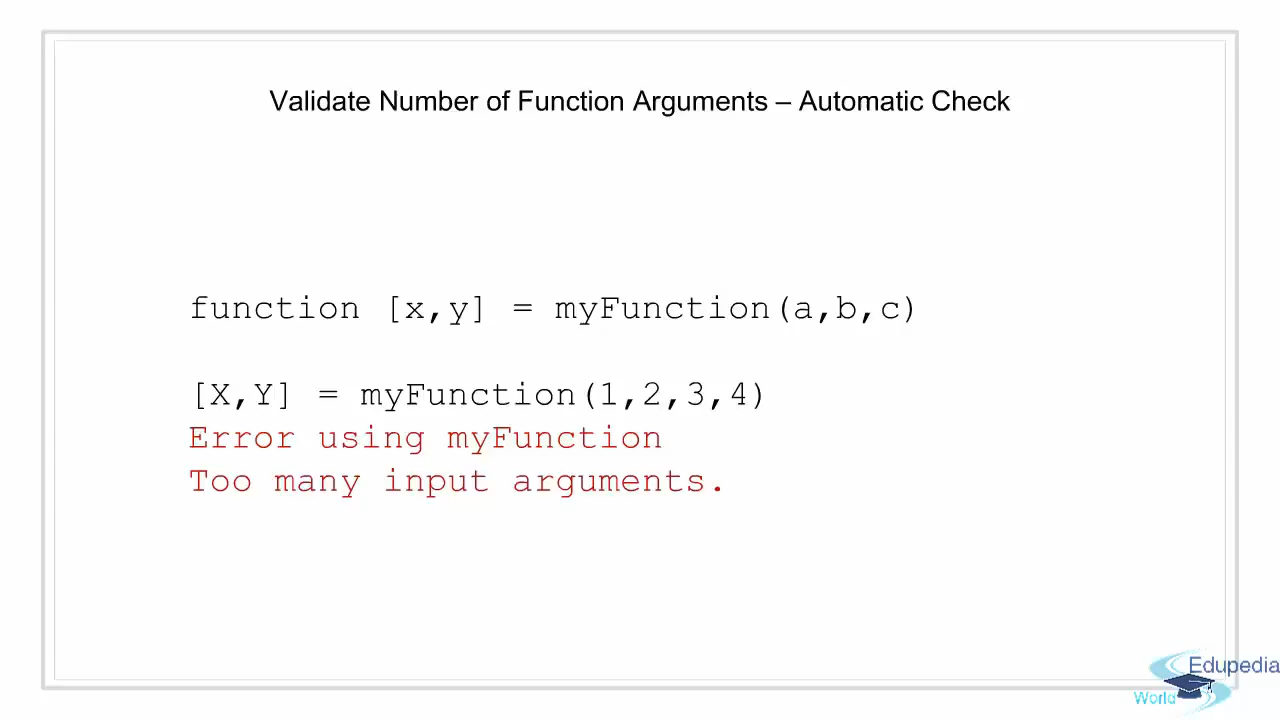 Validate Number of Function Arguments – Automatic Check
function [x,y] = myFunction(a,b,c)
[X,Y] = myFunction(1,2,3,4)
Error using myFunction
Too many input arguments.
Edupedia
World